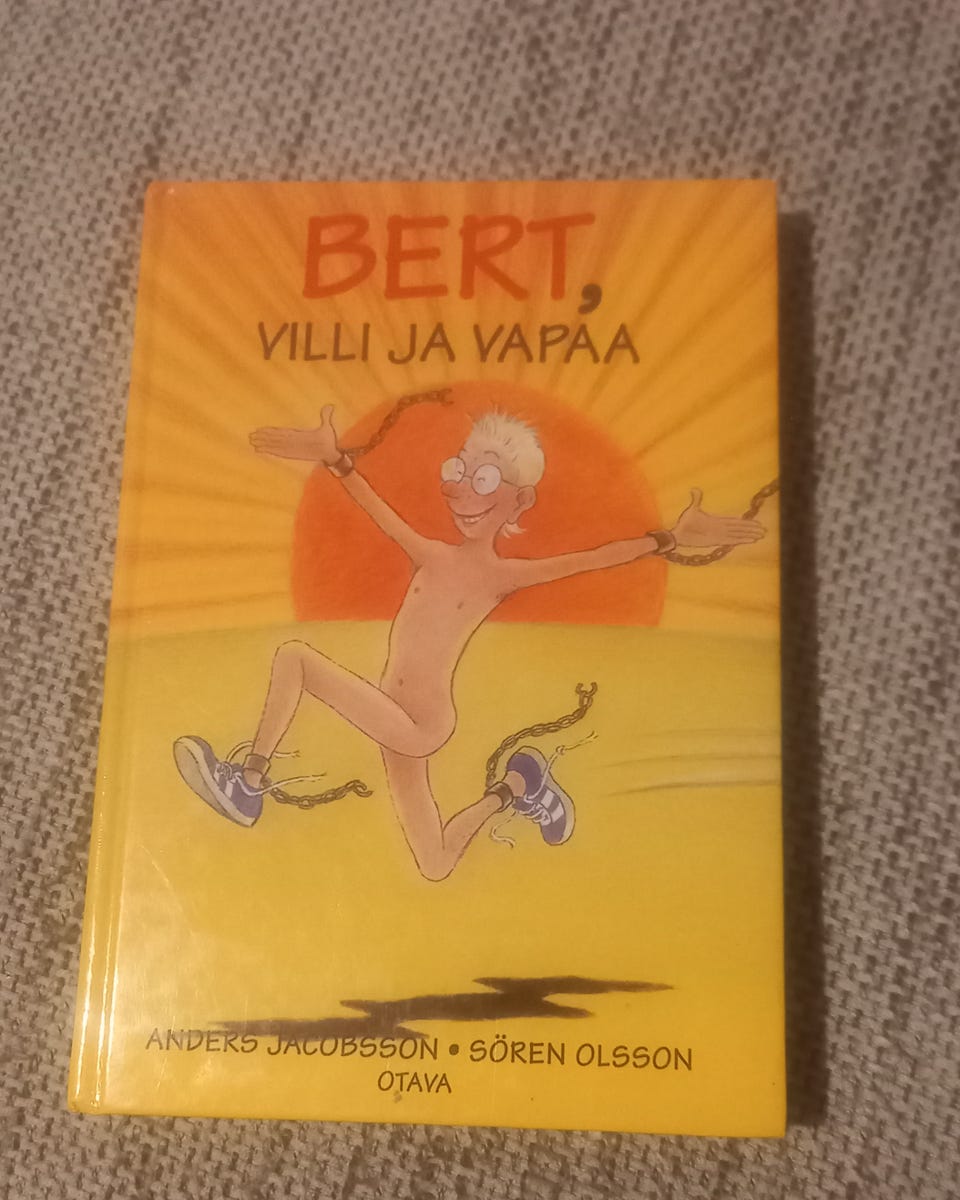 BERT,
VILLI JA VAPAA
ANDERS JACOBSSON • SÖREN OLSSON
OTAVA